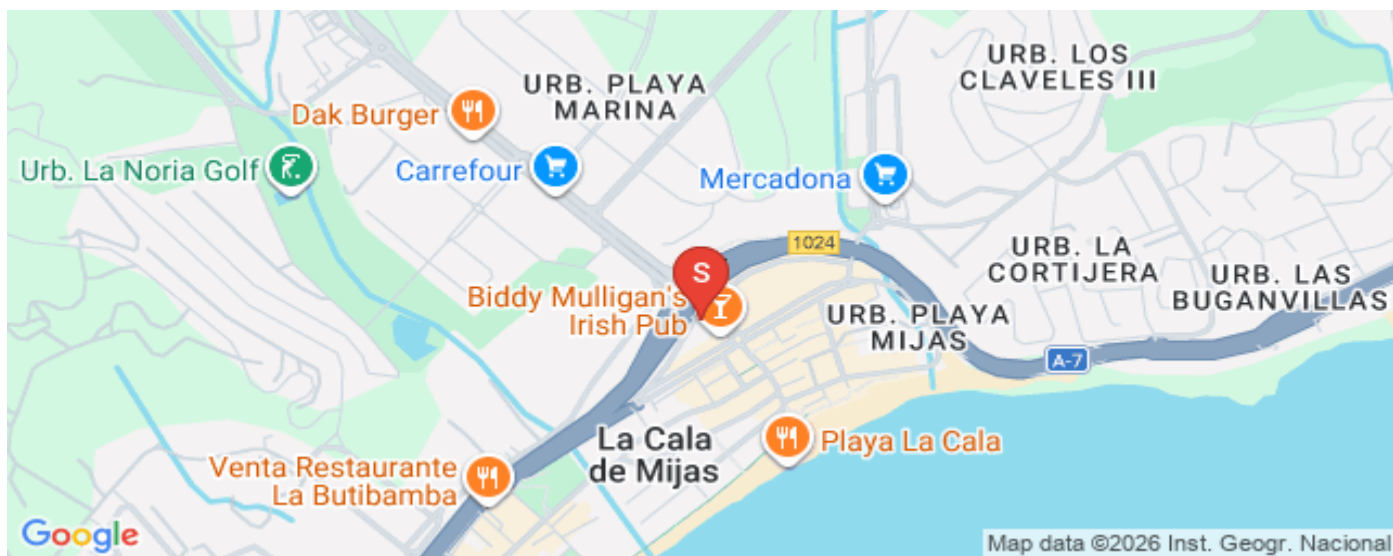 URB. LOS
CLAVELES III
URB. PLAYA
MARINA
Dak Burger
Urb. La Noria Golf
Carrefour
Mercadona
1024
URB. LA
CORTIJERA
URB. LAS
BUGANVILLAS
S
Biddy Mulligan's
Irish Pub
URB. PLAYA
MIJAS
A-7
La Cala
de Mijas
Playa La Cala
Venta Restaurante
La Butibamba
Google
Map data ©2026 Inst. Geogr. Nacional